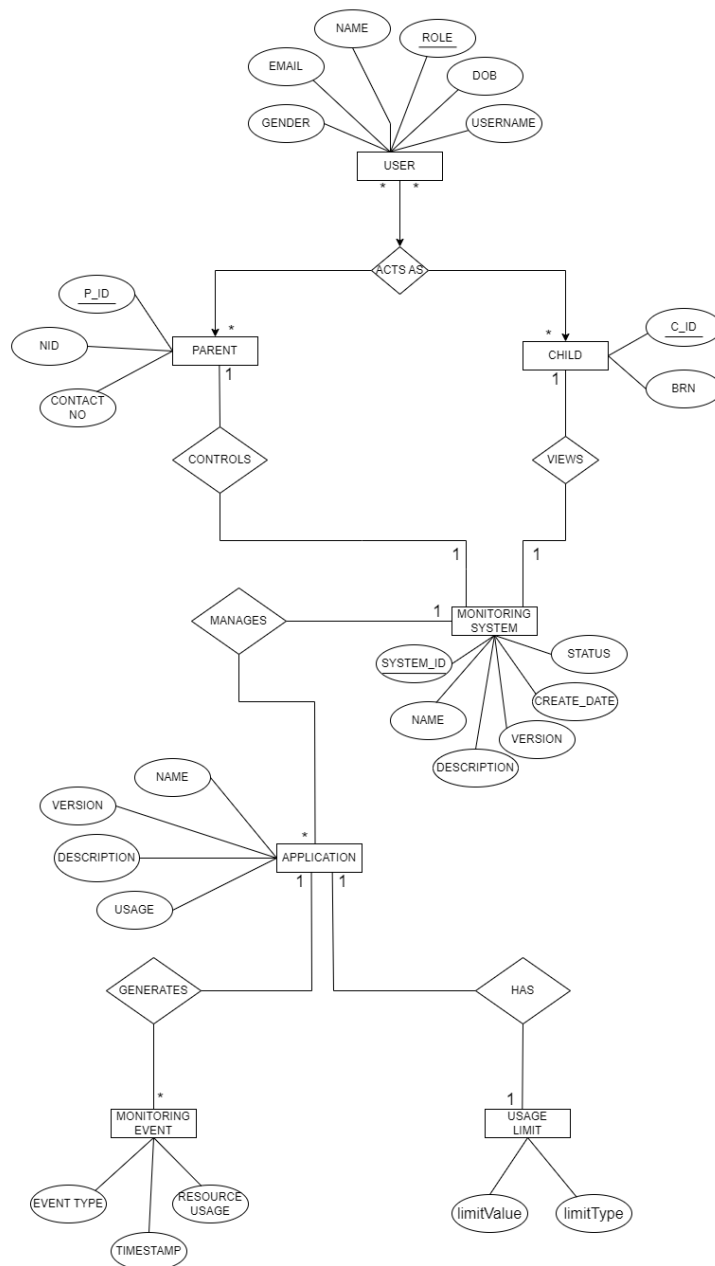 NAME
ROLE
EMAIL
DOB
GENDER
USERNAME
USER
* *
ACTS AS
P_ID
* *
C_ID
NID
PARENT
CHILD
1
1
BRN
CONTACT
NO
CONTROLS
VIEWS
1
1
MANAGES
1
MONITORING
SYSTEM
STATUS
SYSTEM_ID
CREATE_DATE
NAME
VERSION
DESCRIPTION
NAME
VERSION
*
DESCRIPTION
APPLICATION
1 1
USAGE
GENERATES
HAS
*
1
MONITORING
EVENT
USAGE
LIMIT
EVENT TYPE
RESOURCE
USAGE
TIMESTAMP
limitValue
limitType